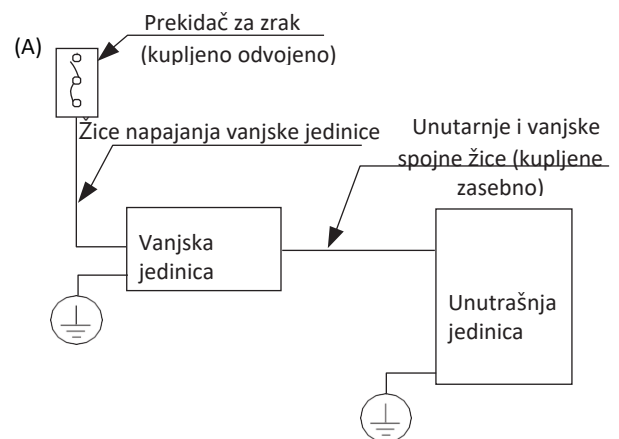 (A)
Prekidač za zrak
(kupljeno odvojeno)
Žice napajanja vanjske jedinice
Unutarnje i vanjske
spojne žice (kupljene
zasebno)
Vanjska
jedinica
Unutrašnja
jedinica